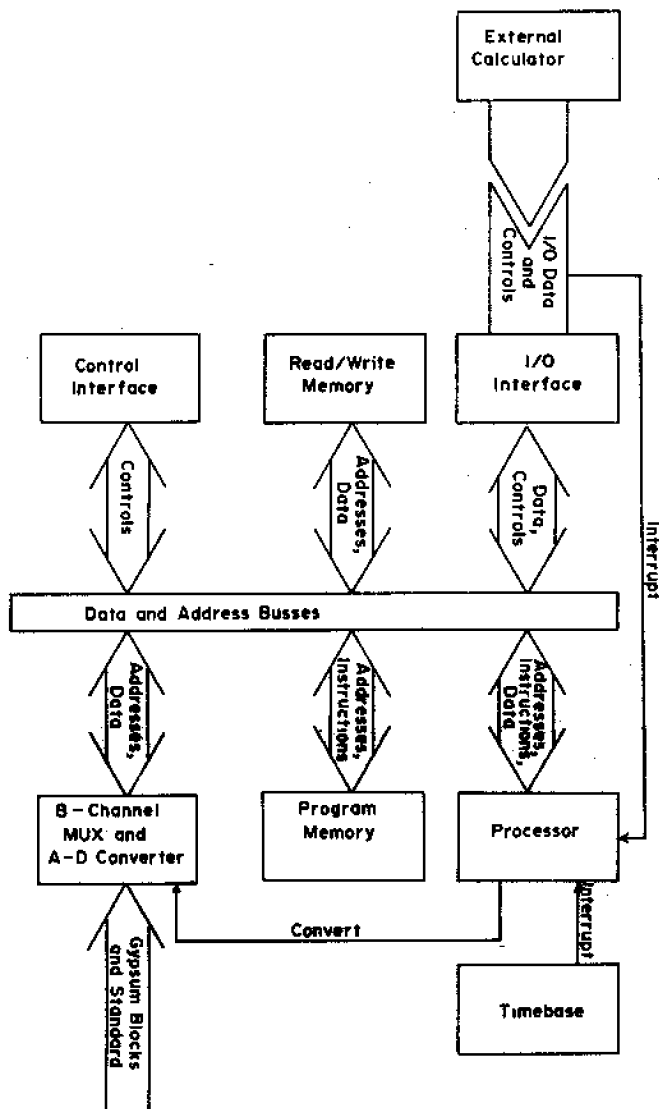 External
Calculator
I/O Data
and
Controls
Control
Interface
Read/Write
Memory
I/O
Interface
Controls
Addresses,
Data
Data,
Controls
Interrupt
Data and Address Busses
Addresses,
Data
Addresses,
Instructions
Addresses,
Instructions,
Data
8-Channel
MUX and
A-D Converter
Program
Memory
Processor
Convert
Interrupt
Gypsum Blocks
and Standard
Timebase